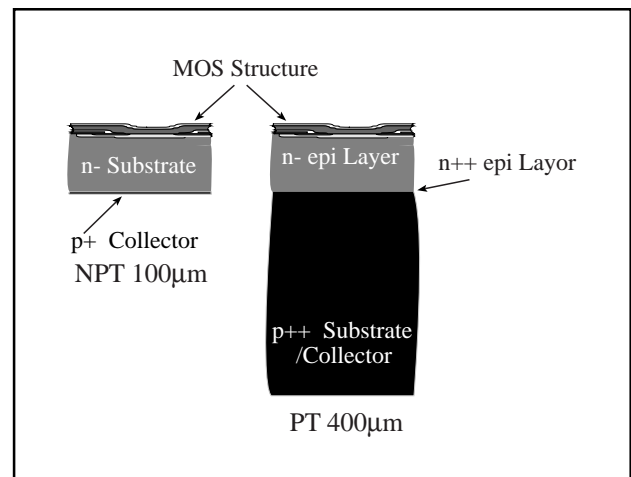 MOS Structure
n- Substrate
p+ Collector
NPT 100μm
n- epi Layer
n++ epi Layor
p++ Substrate
/Collector
PT 400μm